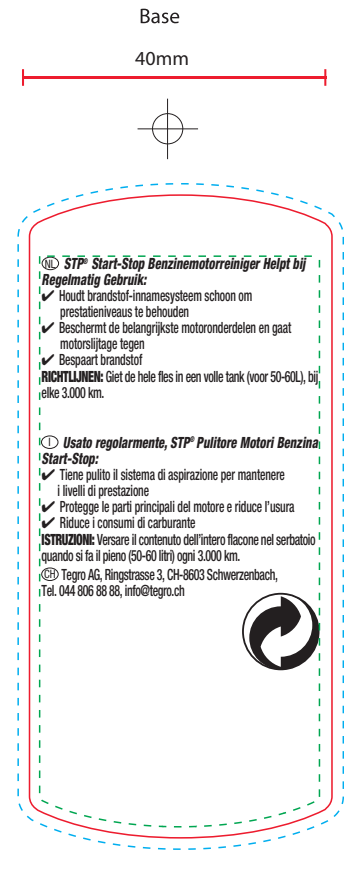 Base
40mm
NL STP® Start-Stop Benzinemotorreiniger Helpt bij
Regelmatig Gebruik:
✔ Houdt brandstof-innamesysteem schoon om
prestatieniveaus te behouden
✔ Beschermt de belangrijkste motoronderdelen en gaat
motorslijtage tegen
✔ Bespaart brandstof
RICHTLIJNEN: Giet de hele fles in een volle tank (voor 50-60L), bij
elke 3.000 km.
I Usato regolarmente, STP® Pulitore Motori Benzina
Start-Stop:
✔ Tiene pulito il sistema di aspirazione per mantenere
i livelli di prestazione
✔ Protegge le parti principali del motore e riduce l'usura
✔ Riduce i consumi di carburante
ISTRUZIONI: Versare il contenuto dell'intero flacone nel serbatoio
quando si fa il pieno (50-60 litri) ogni 3.000 km.
CH Tegro AG, Ringstrasse 3, CH-8603 Schwerzenbach,
Tel. 044 806 88 88, info@tegro.ch